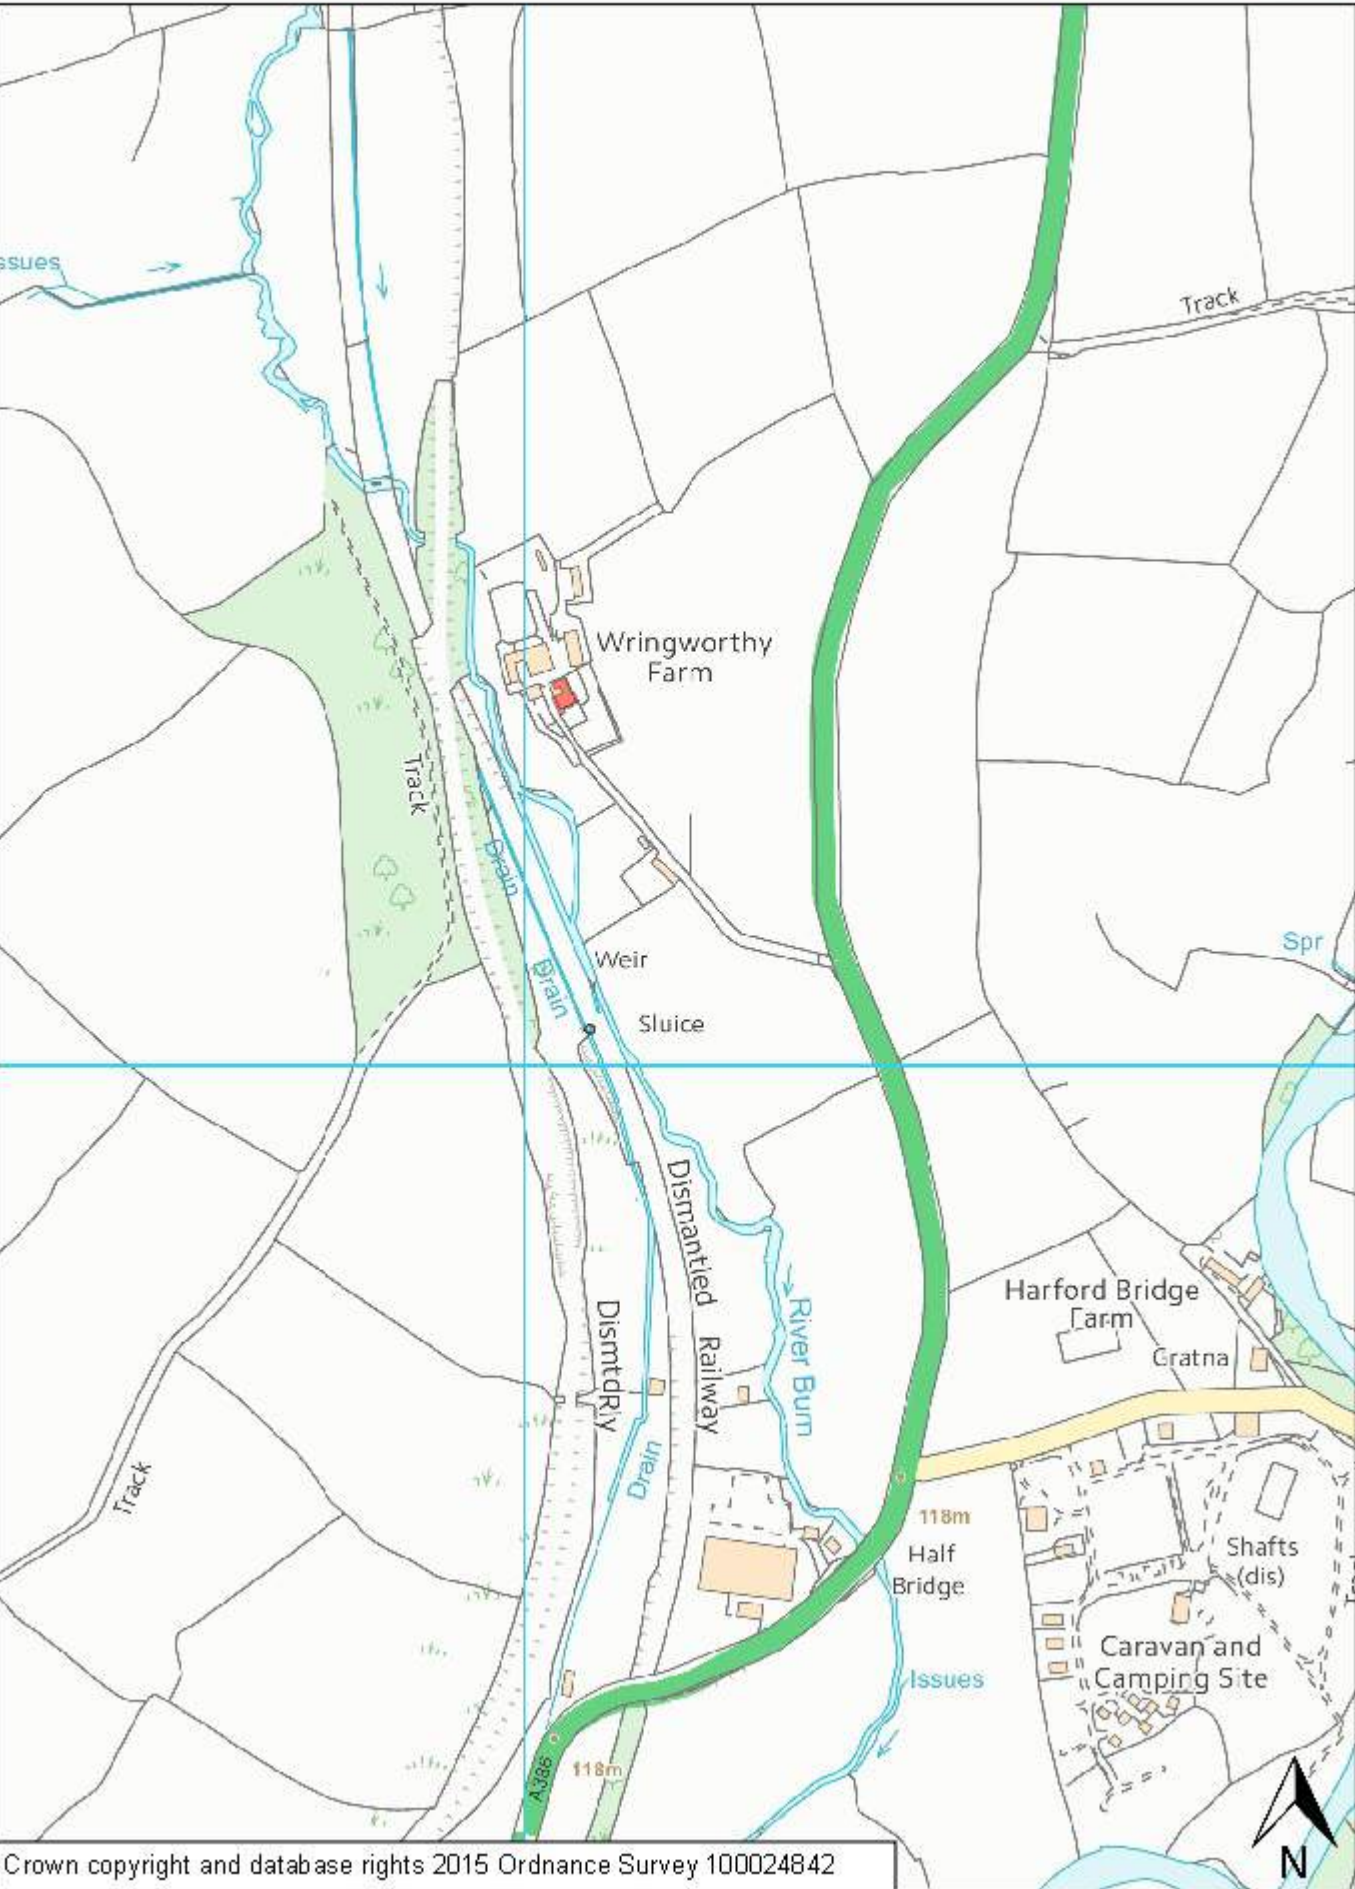 ssues
Track
Wringworthy
Farm
Track
Drain
Spr
Weir
Drain
Sluice
Dismantled Railway
Harford Bridge
Farm
River Burn
DismtdRly
Gratna
Drain
Track
118m
Half
Bridge
Shafts
(dis)
Caravan and
Camping Site
Issues
A386
118m
N
Crown copyright and database rights 2015 Ordnance Survey 100024842